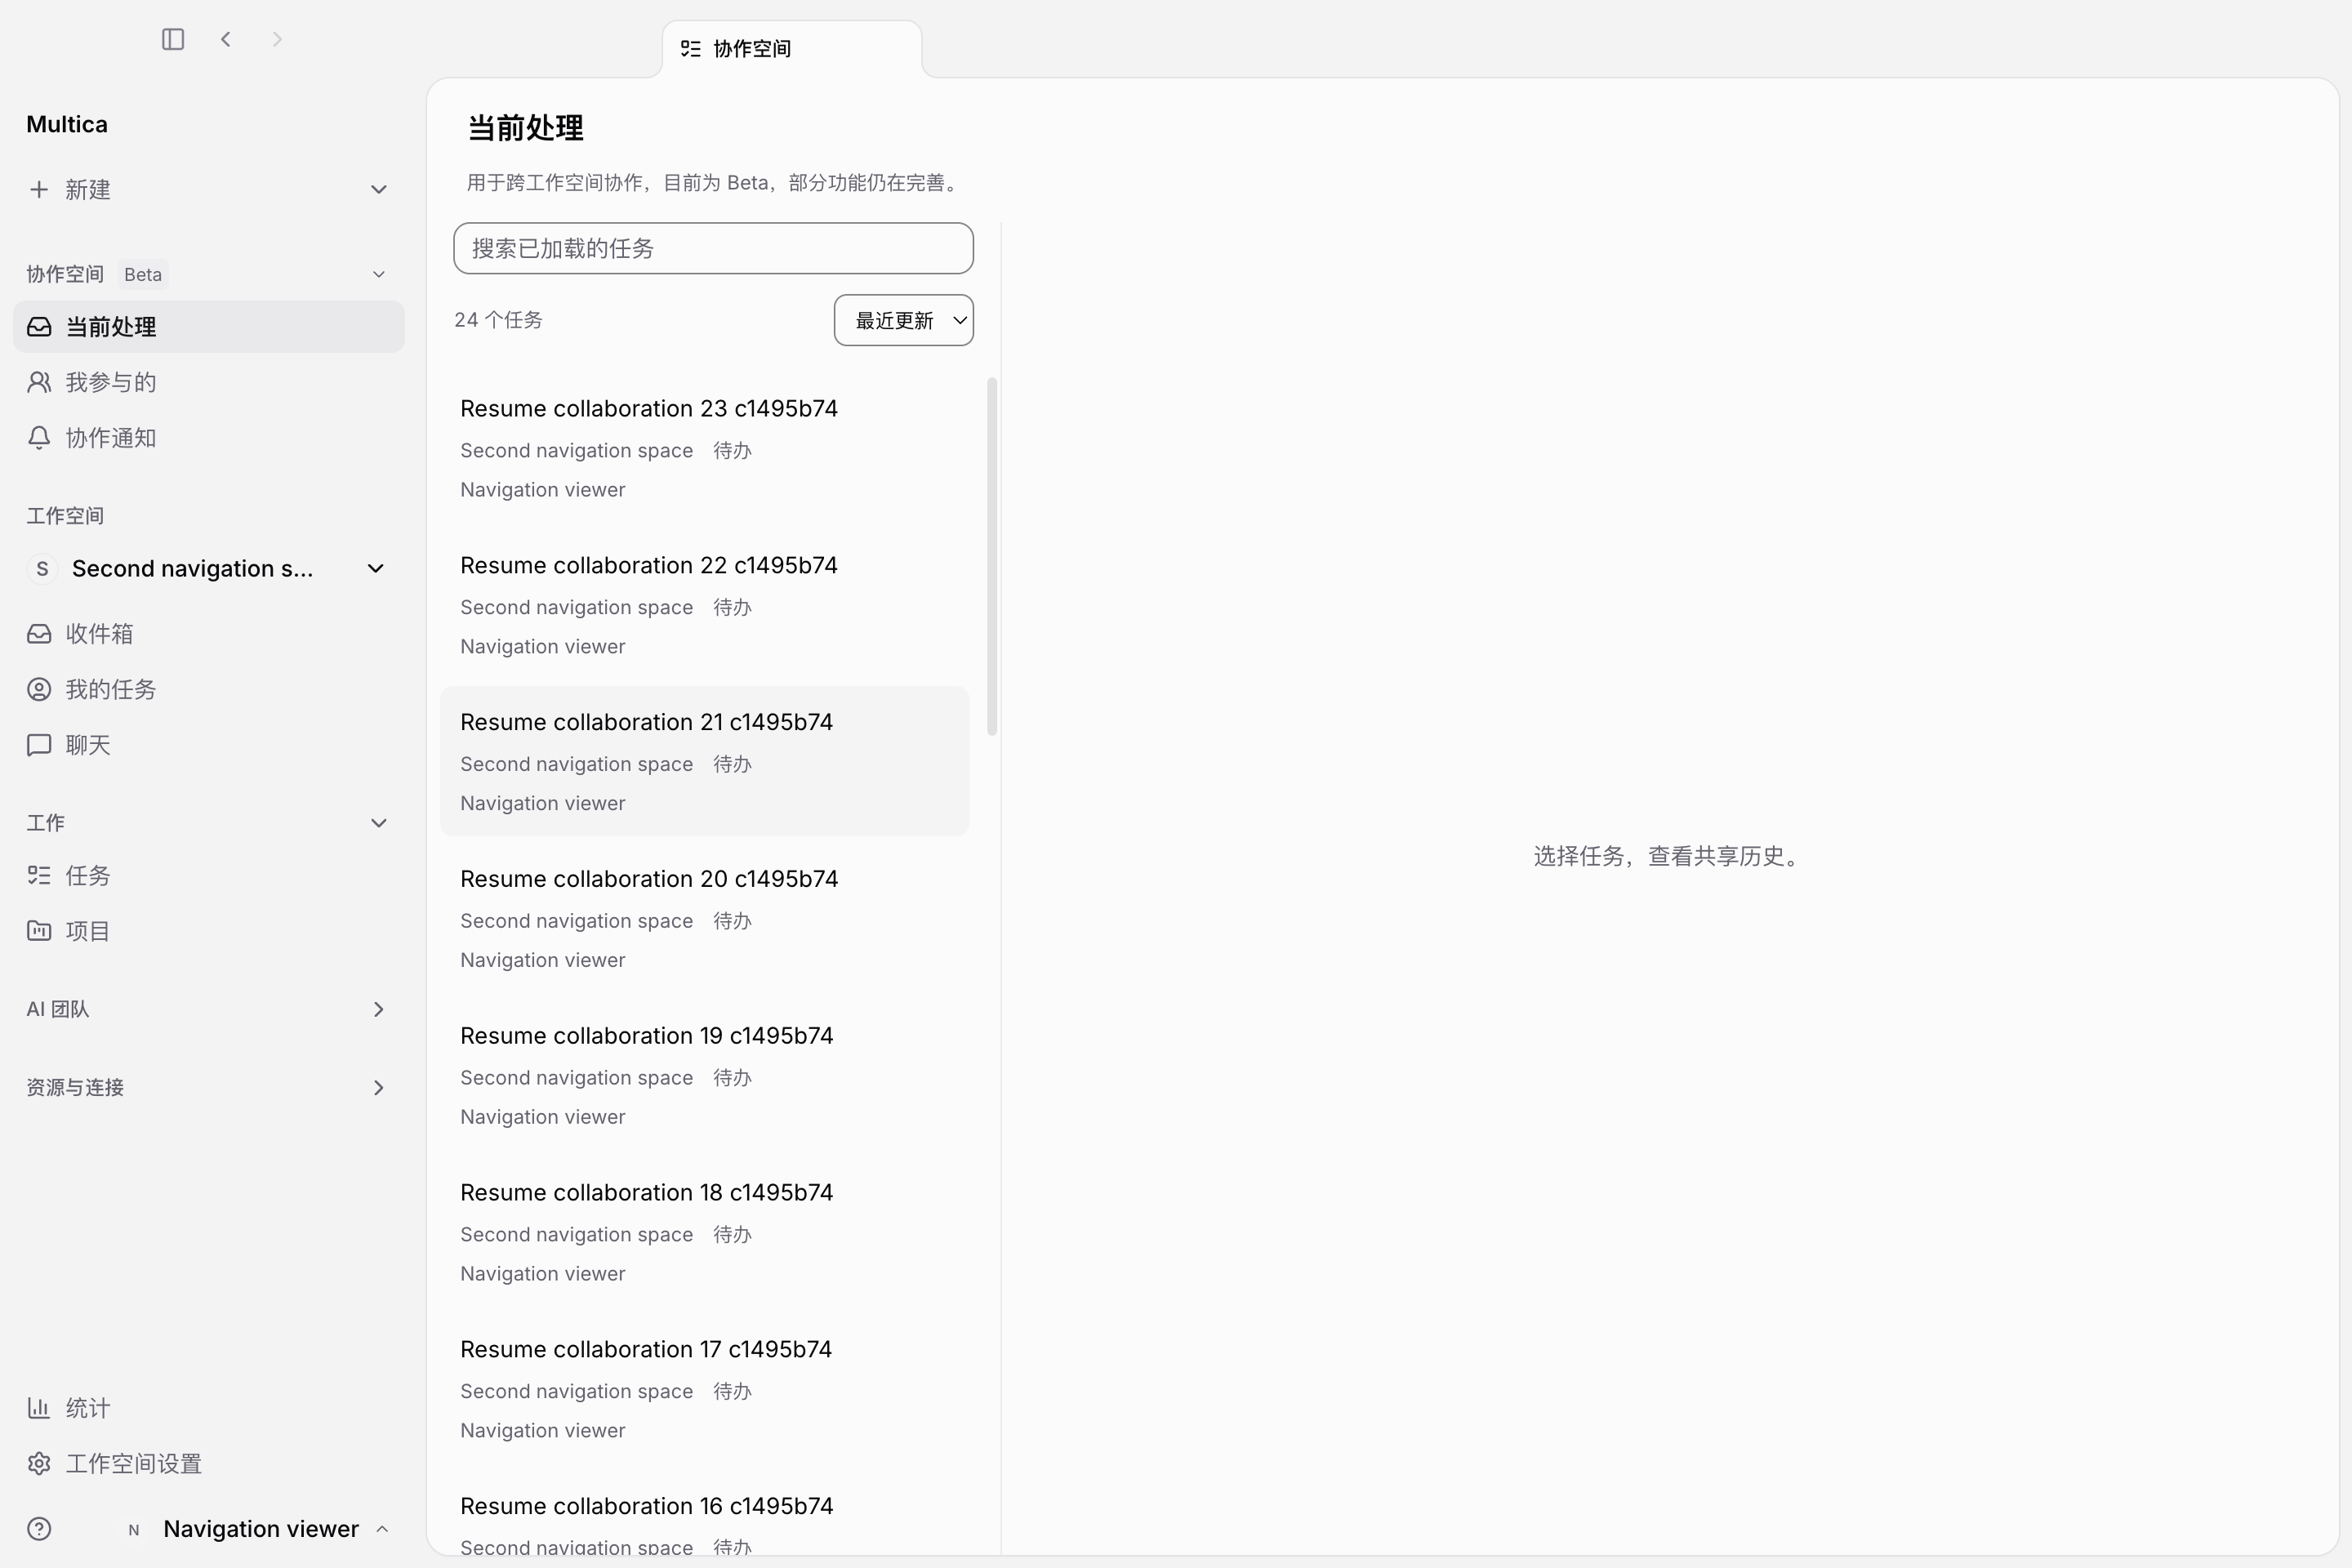 协作空间
Multica
新建
协作空间 Beta
当前处理
我参与的
协作通知
工作空间
S Second navigation s...
收件箱
我的任务
聊天
工作
任务
项目
AI 团队
资源与连接
统计
工作空间设置
N Navigation viewer
当前处理
用于跨工作空间协作，目前为 Beta，部分功能仍在完善。
搜索已加载的任务
24 个任务 最近更新
Resume collaboration 23 c1495b74
Second navigation space 待办
Navigation viewer
Resume collaboration 22 c1495b74
Second navigation space 待办
Navigation viewer
Resume collaboration 21 c1495b74
Second navigation space 待办
Navigation viewer
Resume collaboration 20 c1495b74
Second navigation space 待办
Navigation viewer
Resume collaboration 19 c1495b74
Second navigation space 待办
Navigation viewer
Resume collaboration 18 c1495b74
Second navigation space 待办
Navigation viewer
Resume collaboration 17 c1495b74
Second navigation space 待办
Navigation viewer
Resume collaboration 16 c1495b74
Second navigation space 待办
选择任务，查看共享历史。